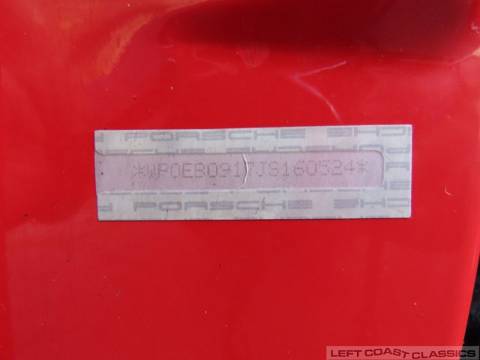 PORSCHE
*WP0EB0917JS160524*
PORSCHE
LEFT COAST CLASSICS